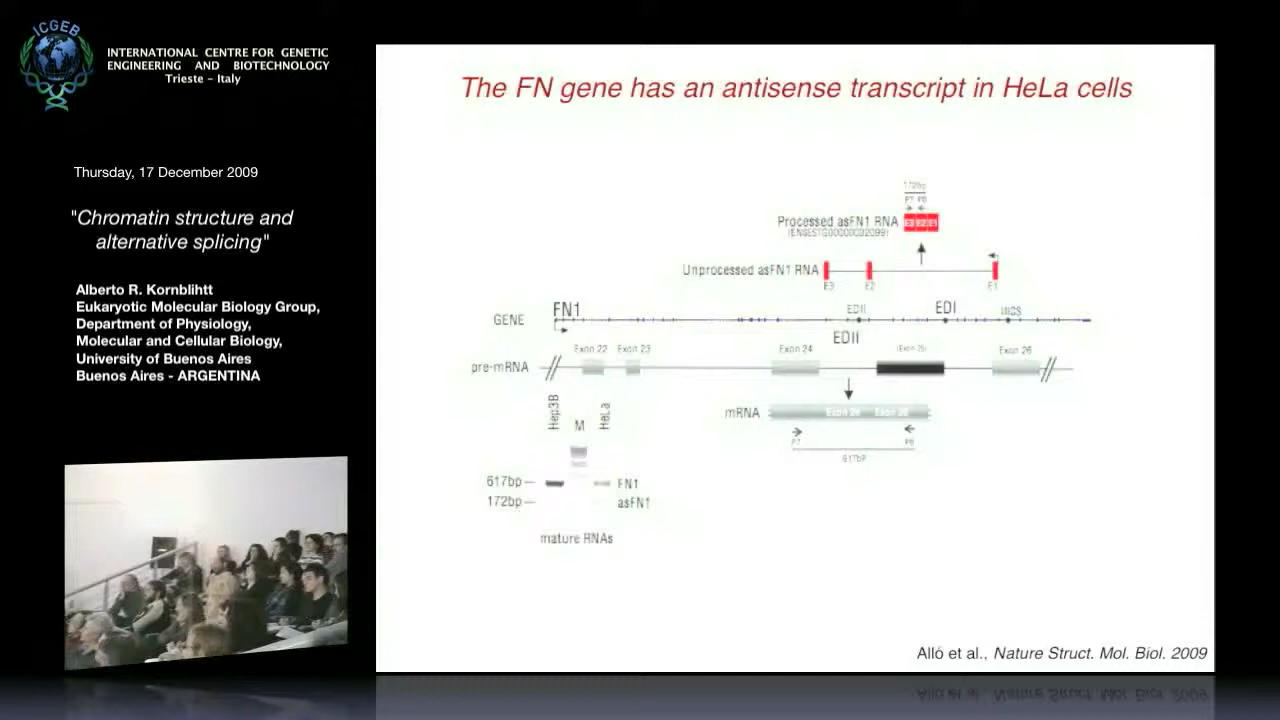 ICGEB
INTERNATIONAL CENTRE FOR GENETIC
ENGINEERING AND BIOTECHNOLOGY
Trieste - Italy
Thursday, 17 December 2009
"Chromatin structure and
alternative splicing"
Alberto R. Kornblihtt
Eukaryotic Molecular Biology Group,
Department of Physiology,
Molecular and Cellular Biology,
University of Buenos Aires
Buenos Aires - ARGENTINA
The FN gene has an antisense transcript in HeLa cells
172bp
P7 P8
Processed asFN1 RNA
Unprocessed asFN1 RNA
E3 E2 E1
FN1 EDII EDI IIICS
GENE
EDII
Exon 22 Exon 23 Exon 24 (Exon 25) Exon 26
pre-mRNA
mRNA
P7 P8
617bp
Hep3B M HeLa
617bp FN1
172bp asFN1
mature RNAs
Alló et al., Nature Struct. Mol. Biol. 2009